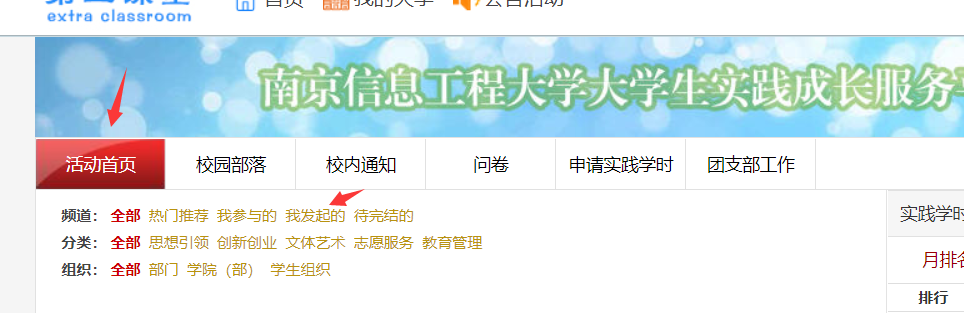 extra classroom
首页 我的大学 公告活动
南京信息工程大学大学生实践成长服务
活动首页 校园部落 校内通知 问卷 申请实践学时 团支部工作
频道： 全部 热门推荐 我参与的 我发起的 待完结的
分类： 全部 思想引领 创新创业 文体艺术 志愿服务 教育管理
组织： 全部 部门 学院（部） 学生组织
实践学时
月排名
排行